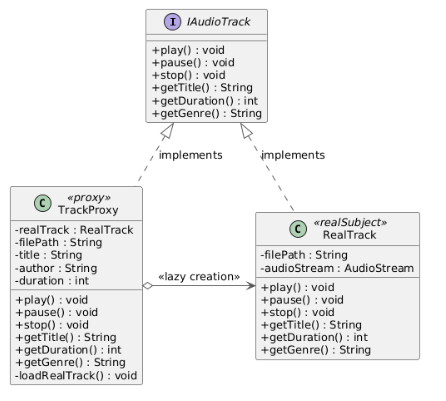 I IAudioTrack
+play() : void
+pause() : void
+stop() : void
+getTitle() : String
+getDuration() : int
+getGenre() : String
implements
implements
C «proxy»
TrackProxy
-realTrack : RealTrack
-filePath : String
-title : String
-author : String
-duration : int
+play() : void
+pause() : void
+stop() : void
+getTitle() : String
+getDuration() : int
+getGenre() : String
-loadRealTrack() : void
«lazy creation»
C «realSubject»
RealTrack
-filePath : String
-audioStream : AudioStream
+play() : void
+pause() : void
+stop() : void
+getTitle() : String
+getDuration() : int
+getGenre() : String